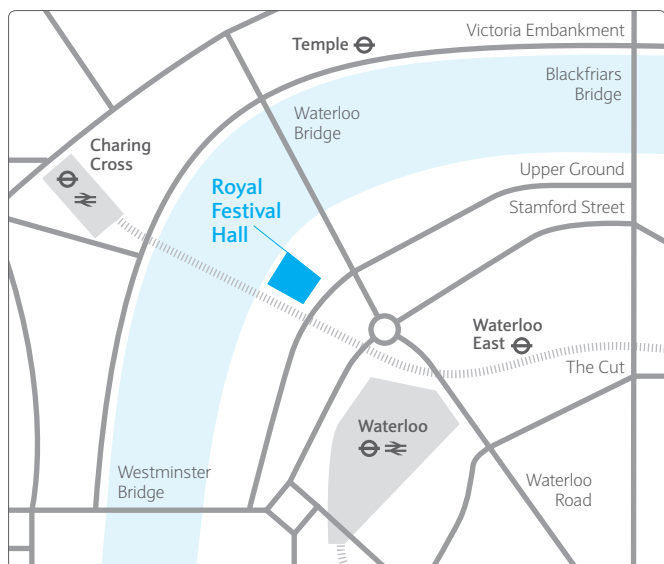 Victoria Embankment
Temple
Blackfriars
Bridge
Waterloo
Bridge
Charing
Cross
Upper Ground
Royal
Festival
Hall
Stamford Street
Waterloo
East
The Cut
Waterloo
Westminster
Bridge
Waterloo
Road